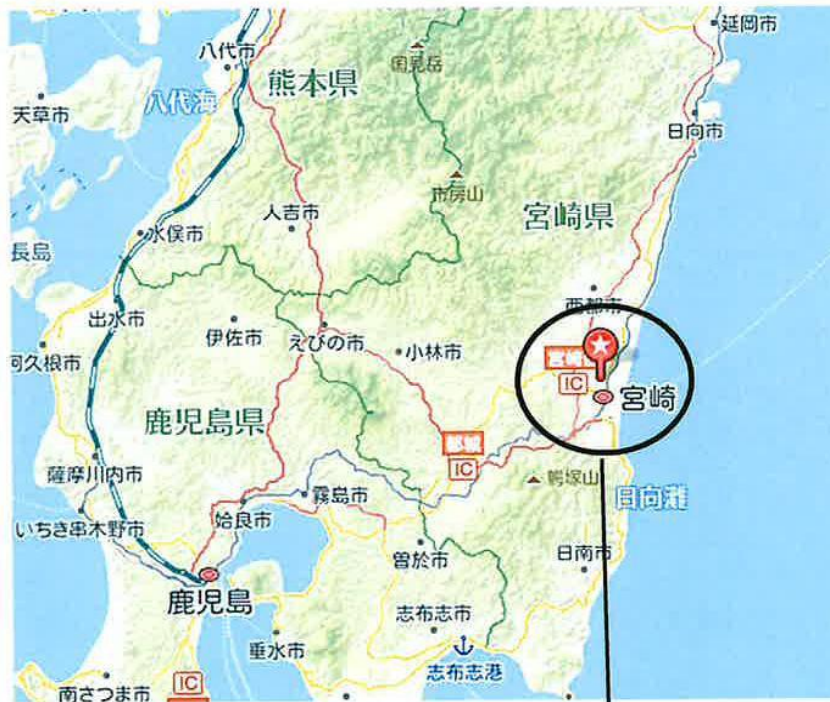 延岡市
八代市
国見岳
熊本県
八代海
天草市
日向市
市房山
人吉市
宮崎県
水俣市
長島
西都市
出水市
伊佐市
えびの市
小林市
阿久根市
IC
宮崎
鹿児島県
都城
IC
薩摩川内市
鰐塚山
日向灘
霧島市
いちき串木野市
姶良市
曽於市
日南市
鹿児島
志布志市
垂水市
志布志港
IC
南さつま市